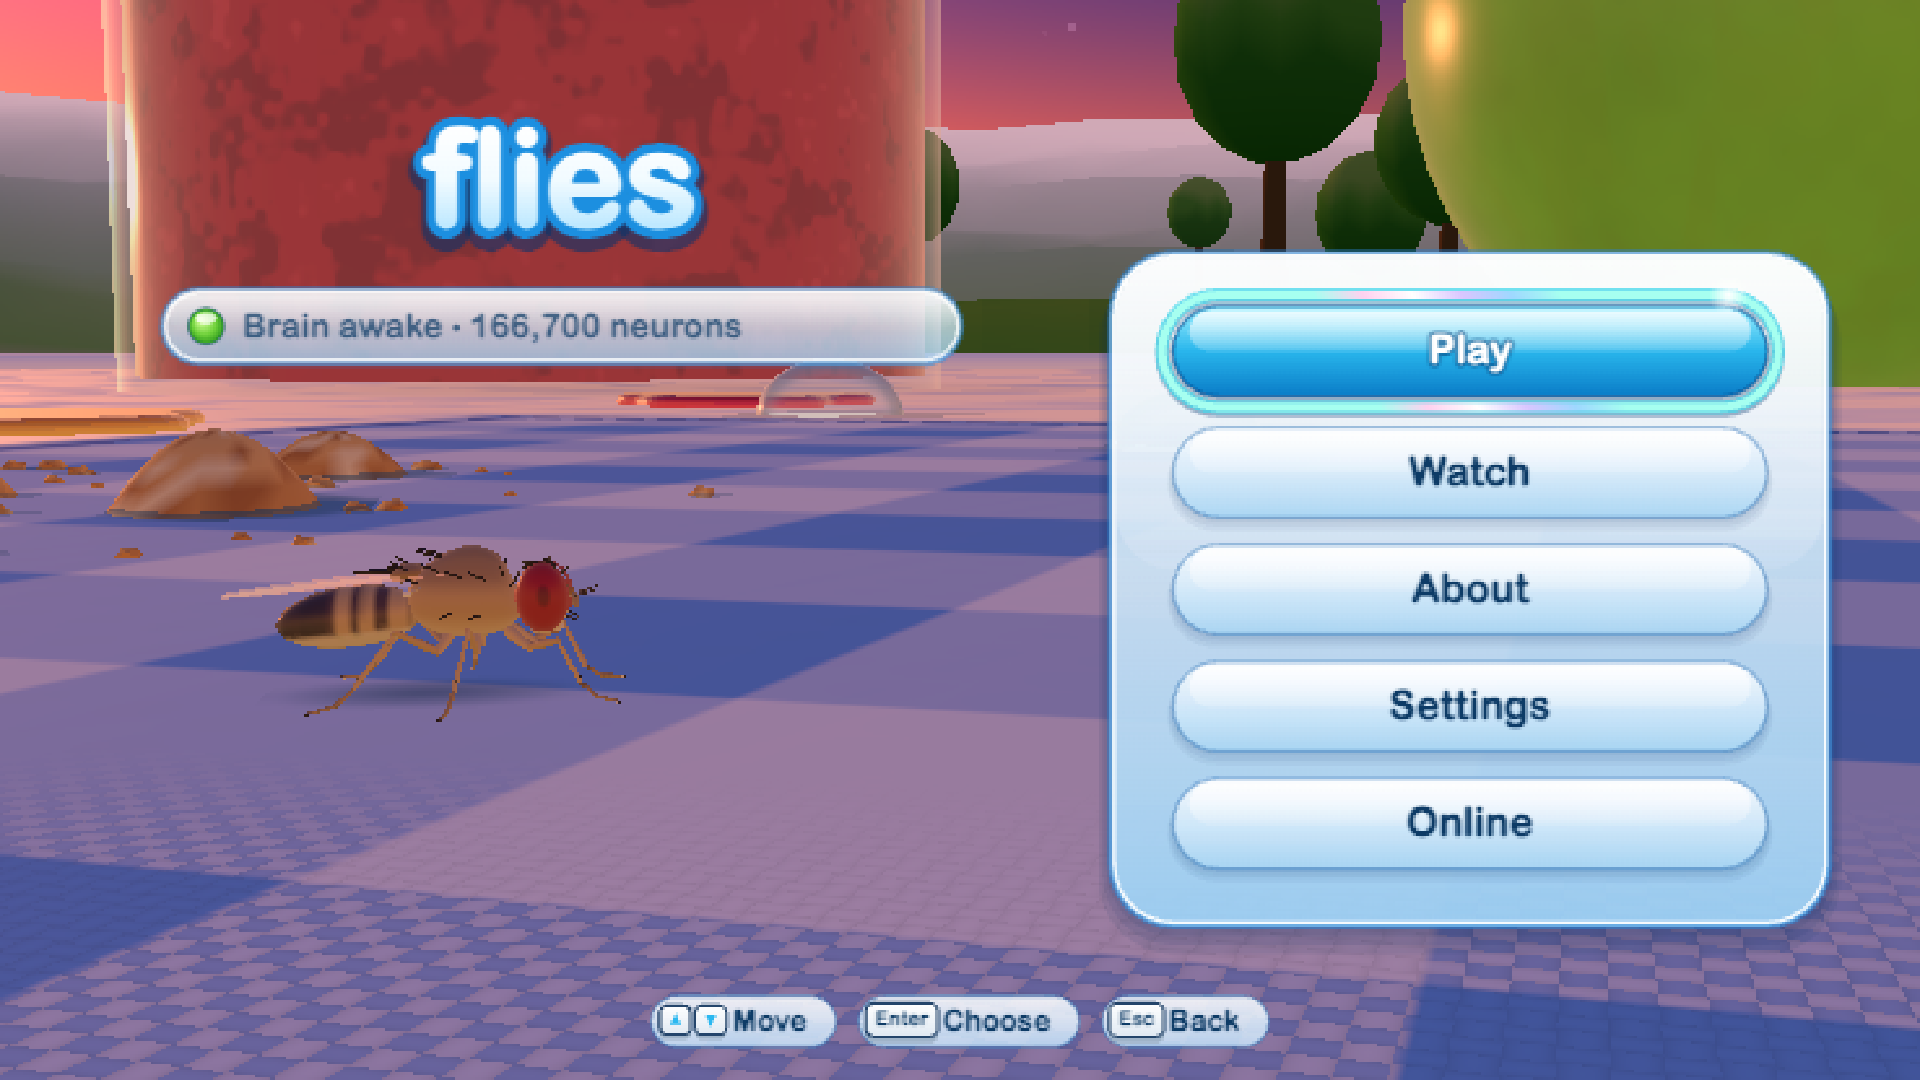 flies
Brain awake · 166,700 neurons
Play
Watch
About
Settings
Online
▲ ▼ Move Enter Choose Esc Back